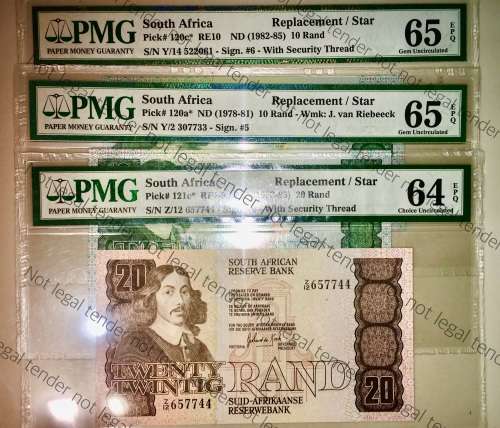 PMG
PAPER MONEY GUARANTY
South Africa Replacement / Star
Pick# 120c* RE10 ND (1982-85) 10 Rand
S/N Y/14 522061 - Sign. #6 - With Security Thread
65 EPQ
Gem Uncirculated
PMG
PAPER MONEY GUARANTY
South Africa Replacement / Star
Pick# 120a* ND (1978-81) 10 Rand - Wmk: J. van Riebeeck
S/N Y/2 307733 - Sign. #5
65 EPQ
Gem Uncirculated
PMG
PAPER MONEY GUARANTY
South Africa Replacement / Star
Pick# 121c* 20 Rand
S/N Z/12 657744 With Security Thread
64 EPQ
Choice Uncirculated
20
SOUTH AFRICAN
RESERVE BANK
Z/12 657744
TWENTY
TWINTIG
RAND
Z/12 657744
SUID-AFRIKAANSE
RESERWEBANK
20
Not legal tender not legal tender not legal tender